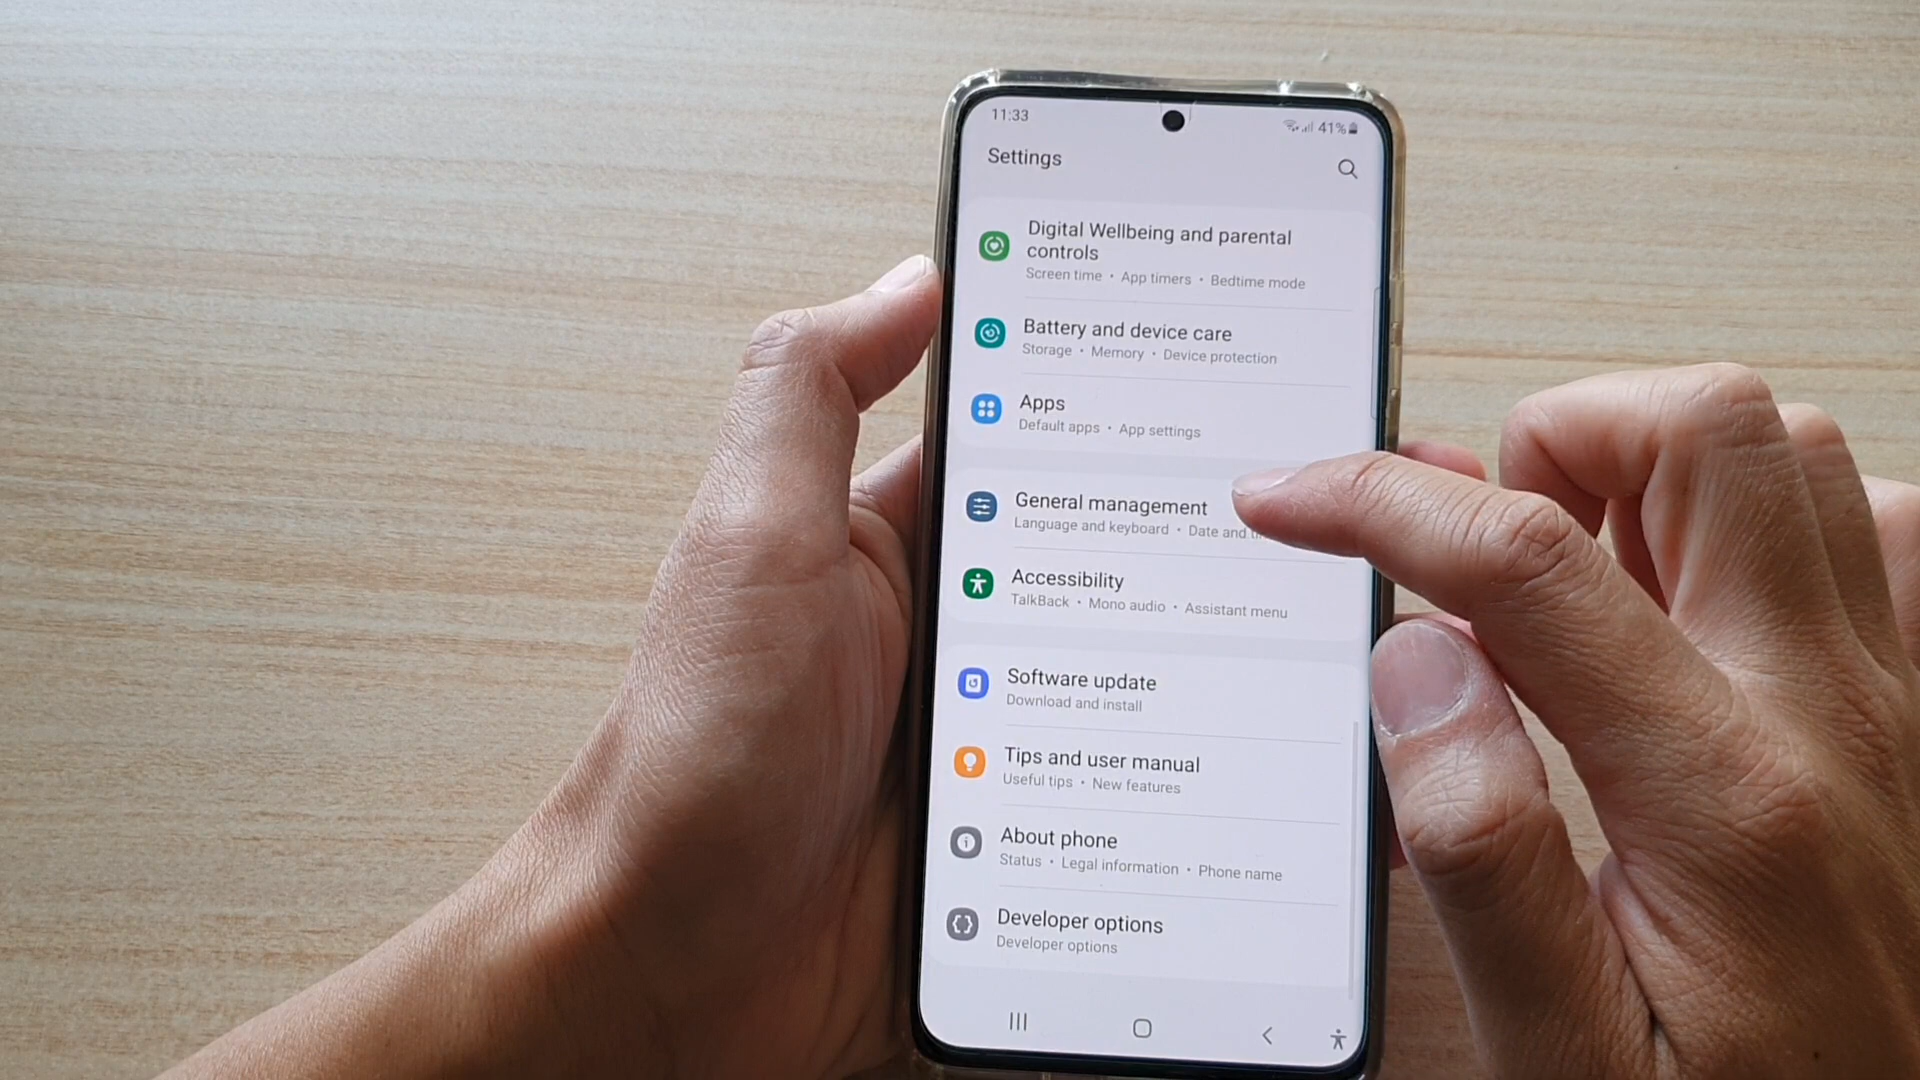 11:33
41%
Settings
Digital Wellbeing and parental
controls
Screen time • App timers • Bedtime mode
Battery and device care
Storage • Memory • Device protection
Apps
Default apps • App settings
General management
Language and keyboard • Date and
Accessibility
TalkBack • Mono audio • Assistant menu
Software update
Download and install
Tips and user manual
Useful tips • New features
About phone
Status • Legal information • Phone name
Developer options
Developer options